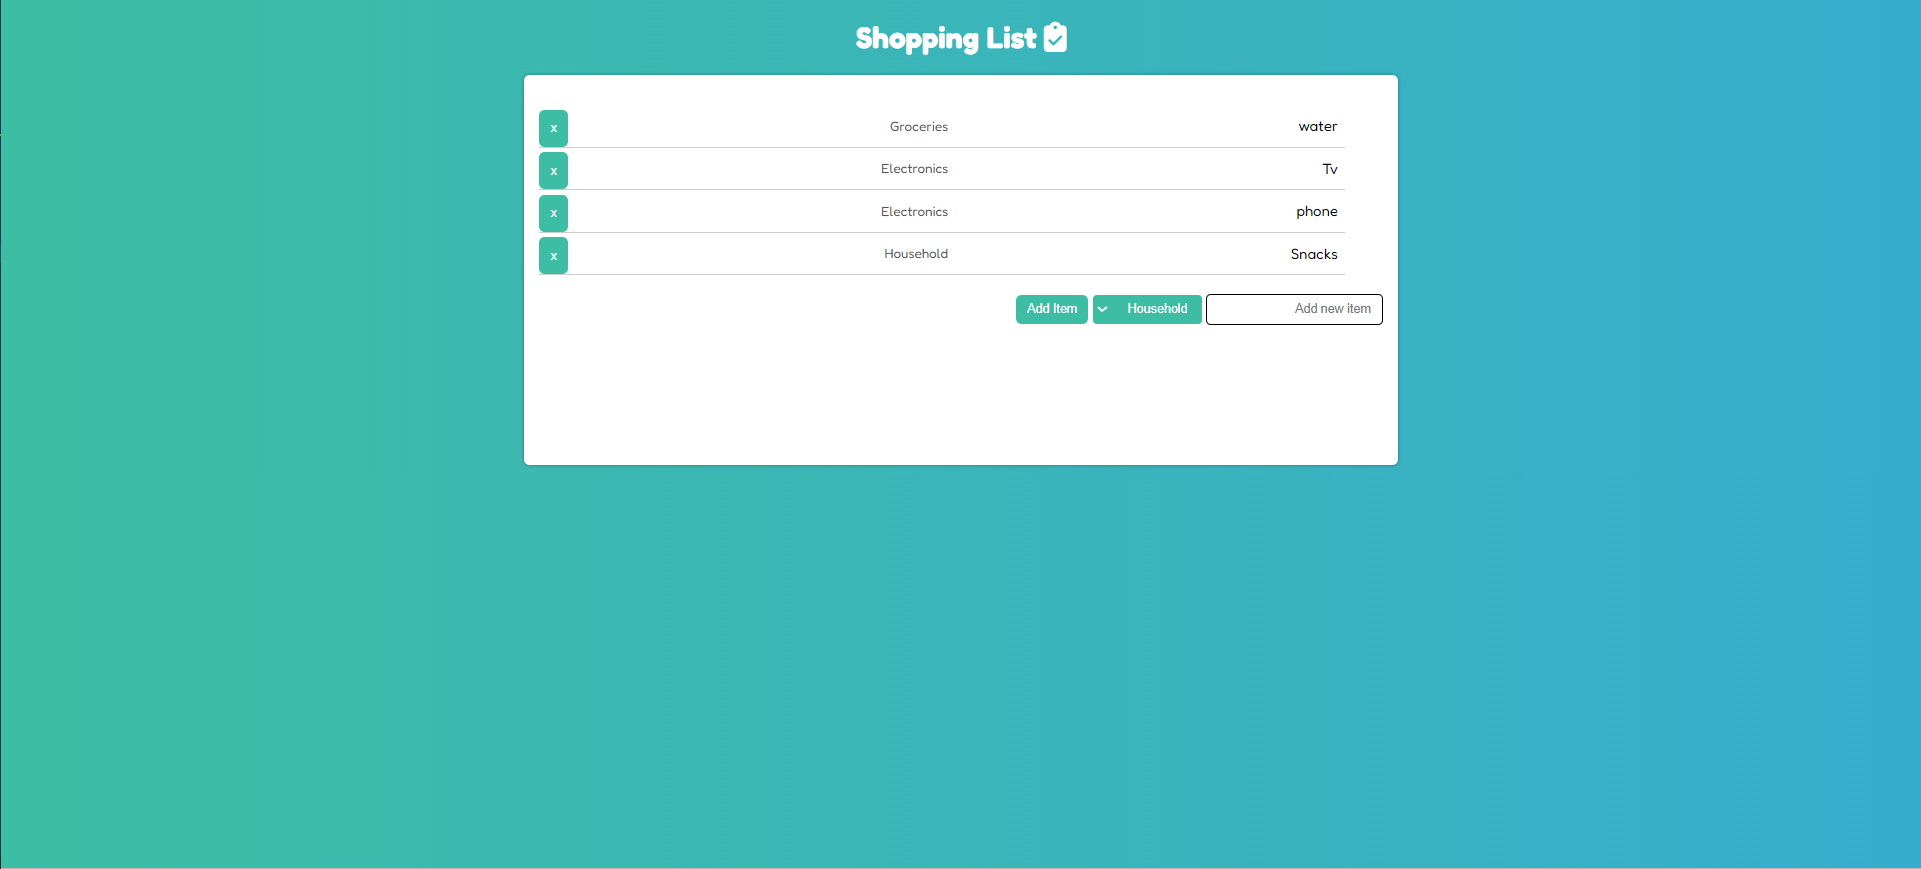 Shopping List
x Groceries water
x Electronics Tv
x Electronics phone
x Household Snacks
Add Item Household Add new item